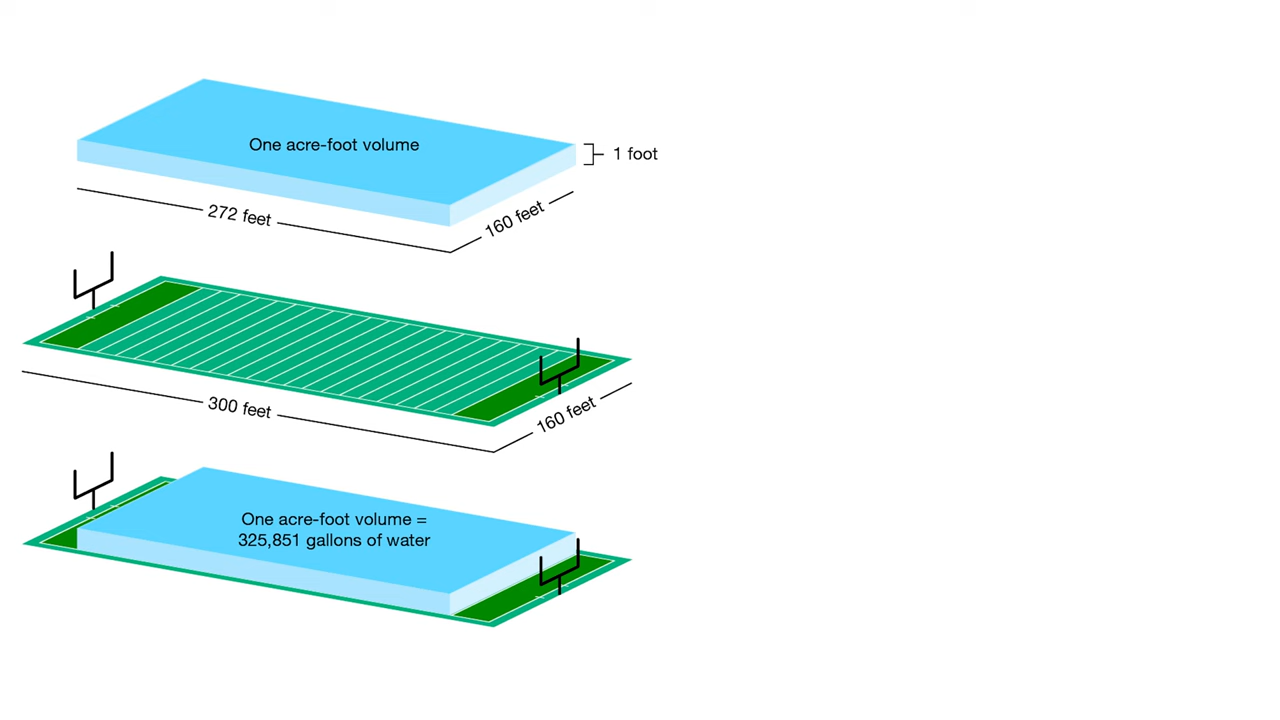 One acre-foot volume
1 foot
272 feet
160 feet
300 feet
160 feet
One acre-foot volume =
325,851 gallons of water